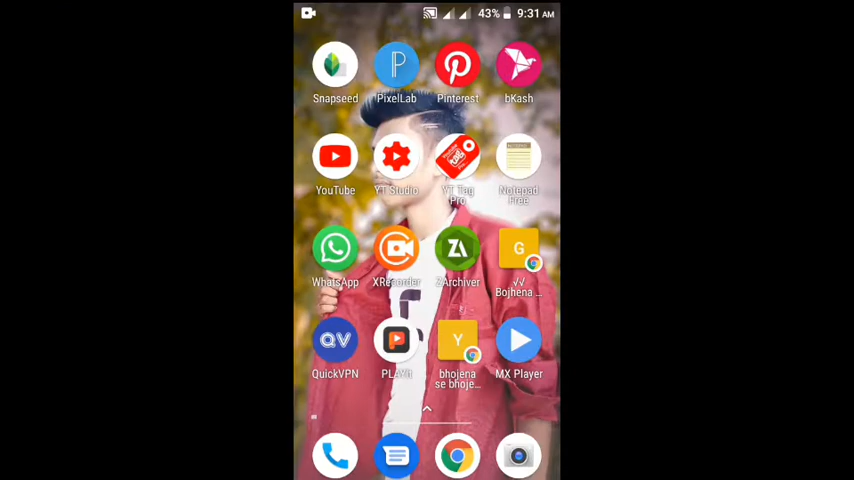 43% 9:31 AM
Snapseed PixelLab Pinterest bKash
YouTube YT Studio YT Tag Pro Notepad Free
WhatsApp XRecorder ZArchiver √√ Bojhena ...
QuickVPN PLAYit bhojena se bhoje... MX Player